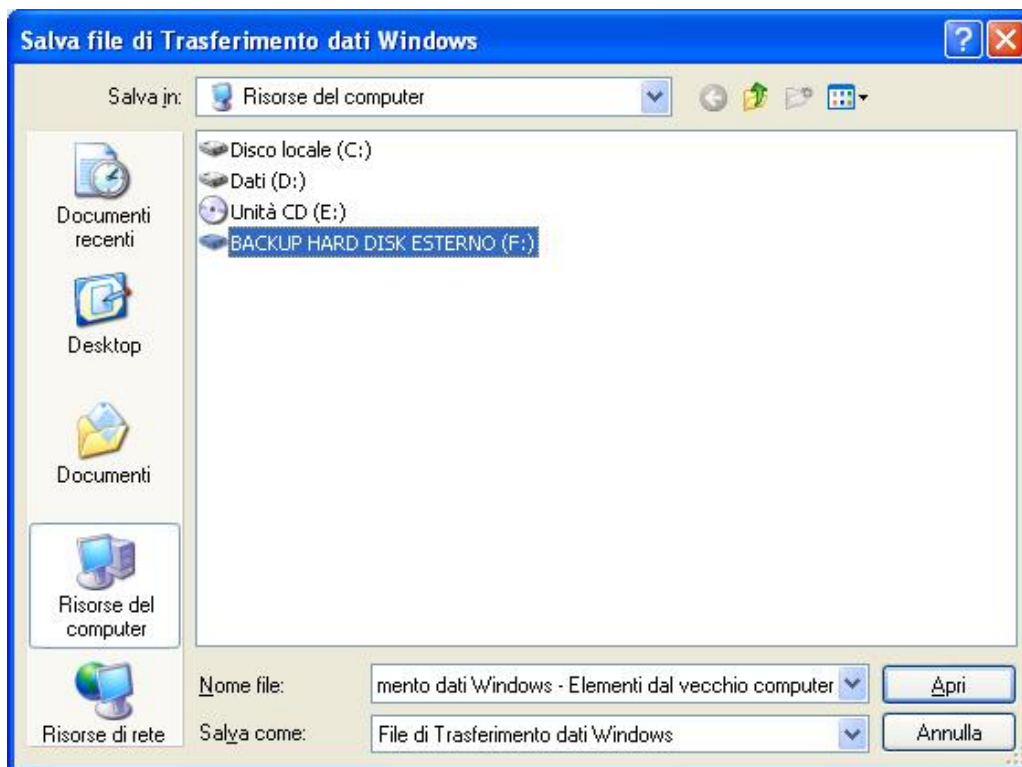 Salva file di Trasferimento dati Windows
Salva in:
Risorse del computer
Disco locale (C:)
Dati (D:)
Unità CD (E:)
BACKUP HARD DISK ESTERNO (F:)
Documenti
recenti
Desktop
Documenti
Risorse del
computer
Risorse di rete
Nome file:
mento dati Windows - Elementi dal vecchio computer
Apri
Salva come:
File di Trasferimento dati Windows
Annulla